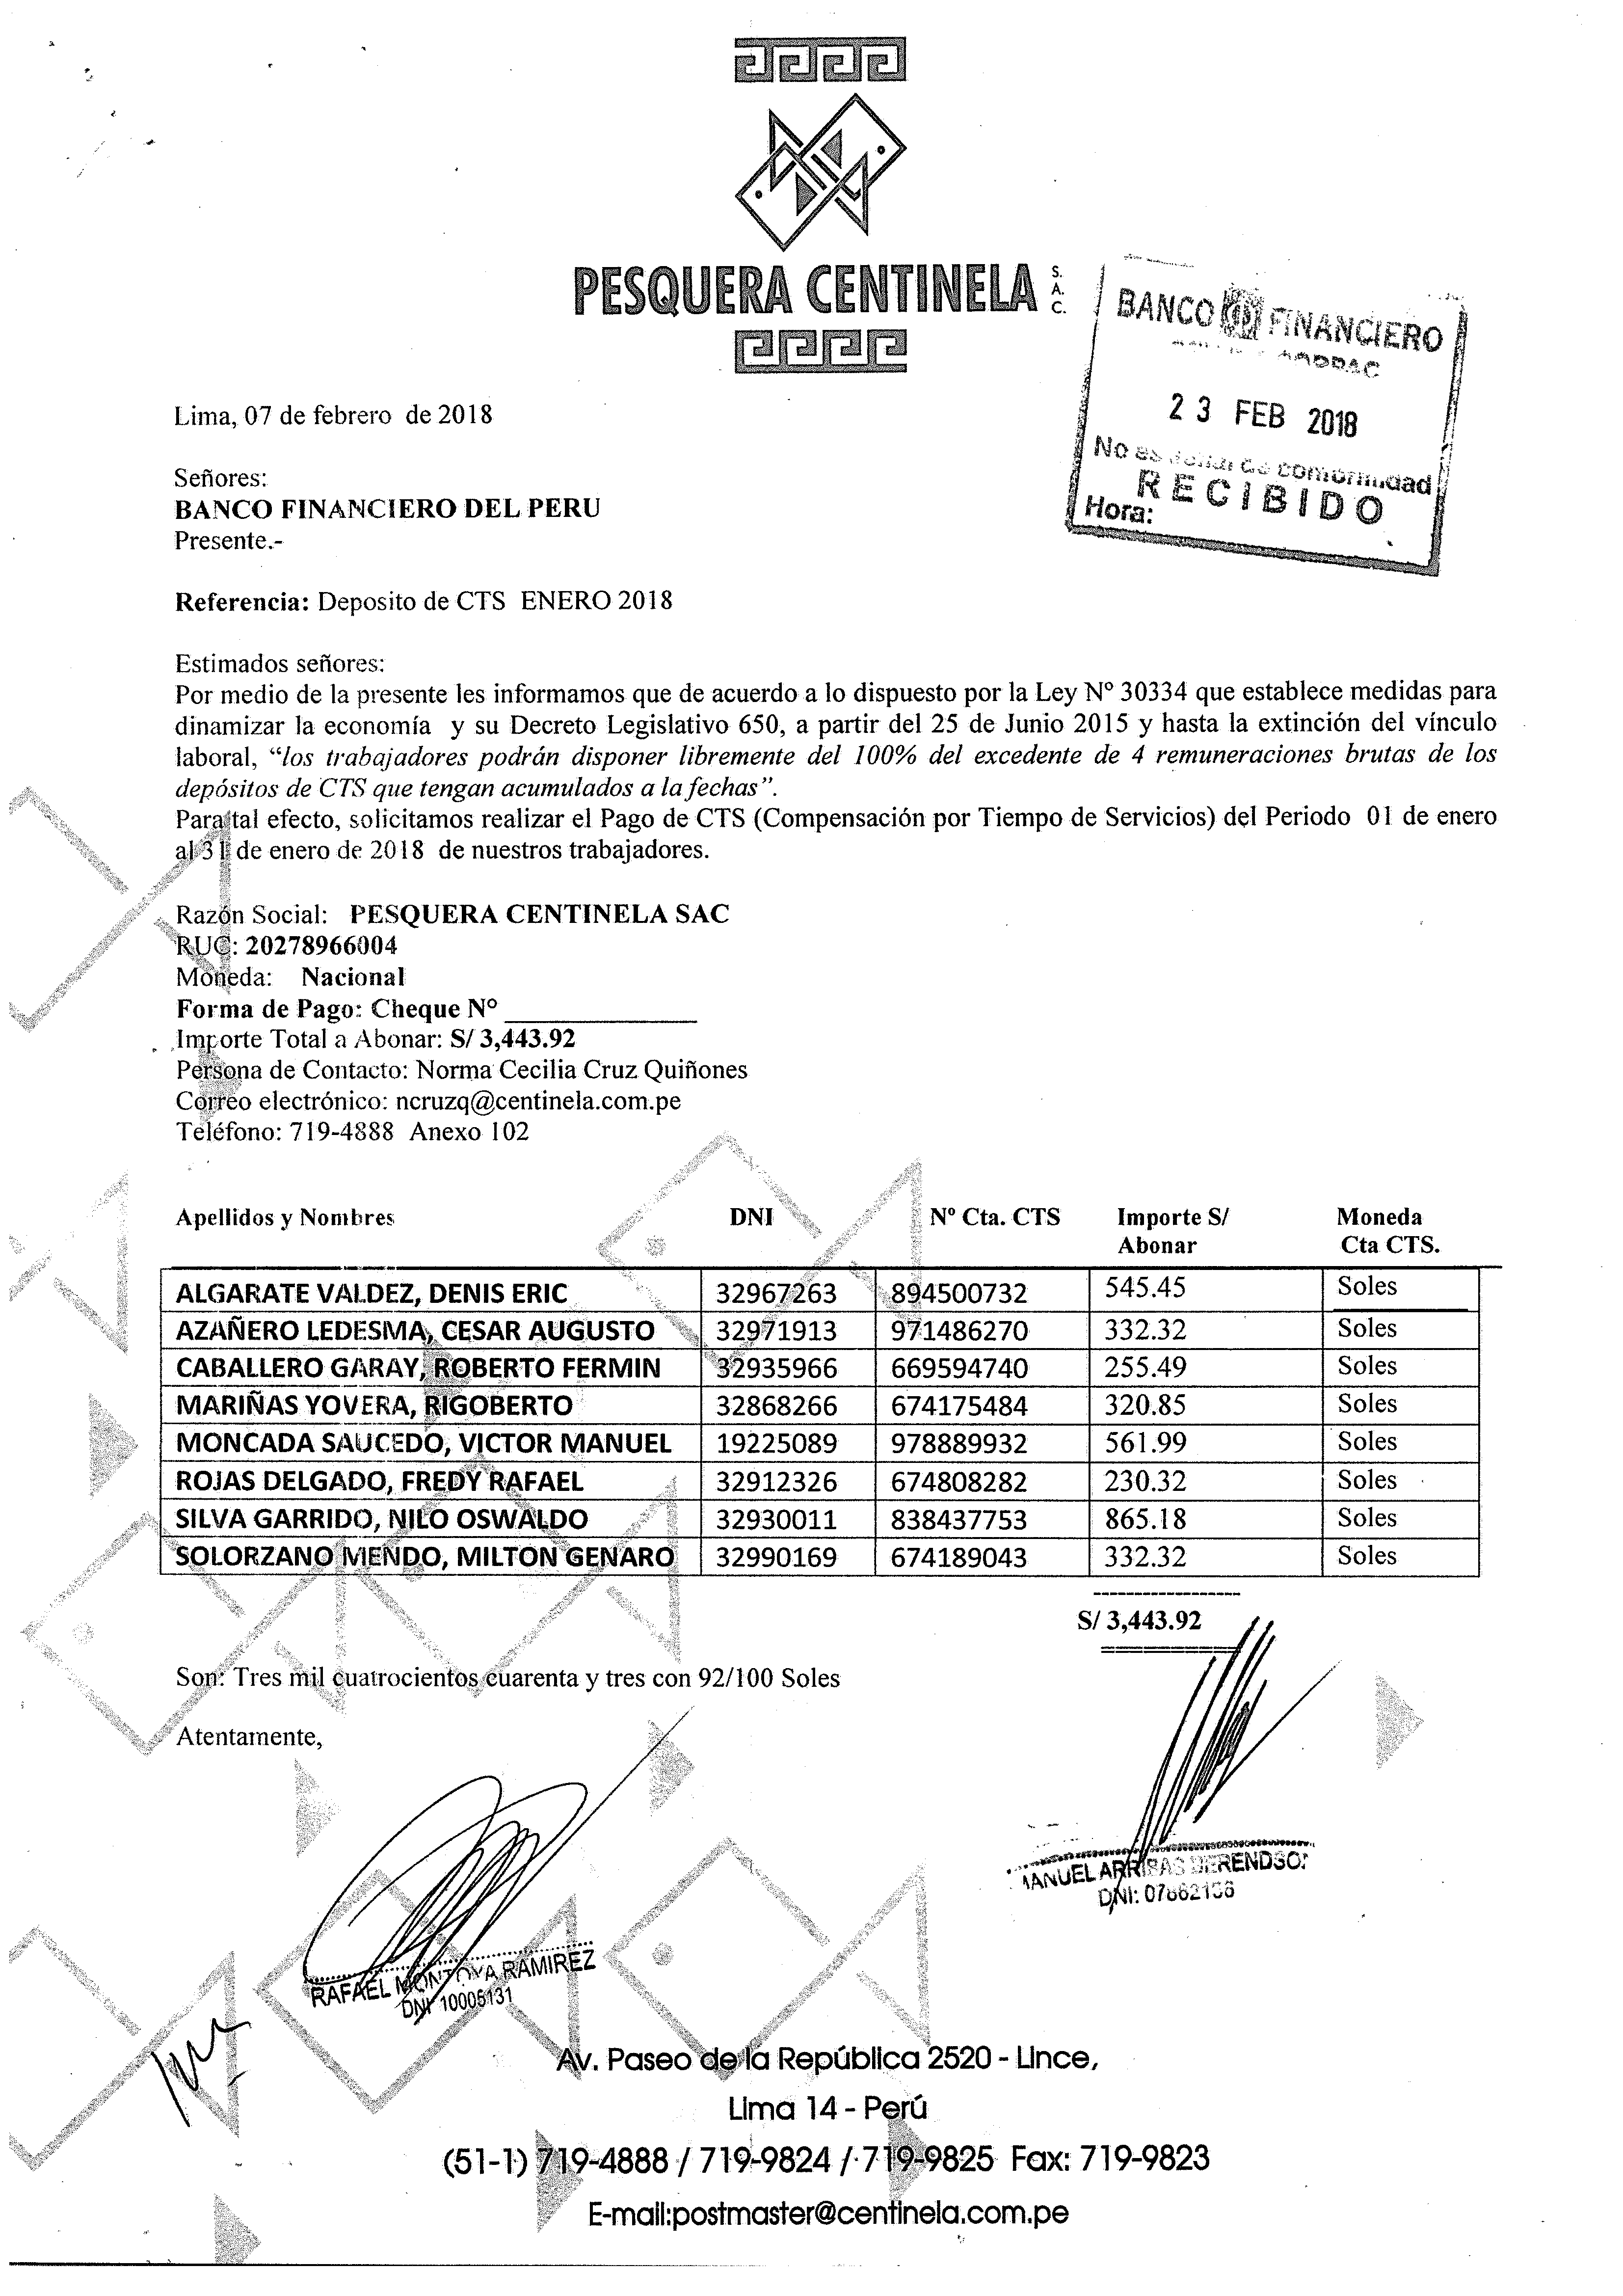 PESQUERA CENTINELA S.A.C.
BANCO FINANCIERO
23 FEB 2018
No es de conformidad
RECIBIDO
Hora:
Lima, 07 de febrero de 2018
Señores:
BANCO FINANCIERO DEL PERU
Presente.-
Referencia: Deposito de CTS ENERO 2018
Estimados señores:
Por medio de la presente les informamos que de acuerdo a lo dispuesto por la Ley Nº 30334 que establece medidas para
dinamizar la economía y su Decreto Legislativo 650, a partir del 25 de Junio 2015 y hasta la extinción del vínculo
laboral, “los trabajadores podrán disponer libremente del 100% del excedente de 4 remuneraciones brutas de los
depósitos de CTS que tengan acumulados a la fechas”.
Para tal efecto, solicitamos realizar el Pago de CTS (Compensación por Tiempo de Servicios) del Periodo 01 de enero
al 31 de enero de 2018 de nuestros trabajadores.
Razón Social: PESQUERA CENTINELA SAC
RUC: 20278966004
Moneda: Nacional
Forma de Pago: Cheque Nº ______________
Importe Total a Abonar: S/ 3,443.92
Persona de Contacto: Norma Cecilia Cruz Quiñones
Correo electrónico: ncruzq@centinela.com.pe
Teléfono: 719-4888 Anexo 102
Apellidos y Nombres DNI Nº Cta. CTS Importe S/ Abonar Moneda Cta CTS.
ALGARATE VALDEZ, DENIS ERIC 32967263 894500732 545.45 Soles
AZAÑERO LEDESMA, CESAR AUGUSTO 32971913 971486270 332.32 Soles
CABALLERO GARAY, ROBERTO FERMIN 32935966 669594740 255.49 Soles
MARIÑAS YOVERA, RIGOBERTO 32868266 674175484 320.85 Soles
MONCADA SAUCEDO, VICTOR MANUEL 19225089 978889932 561.99 Soles
ROJAS DELGADO, FREDY RAFAEL 32912326 674808282 230.32 Soles
SILVA GARRIDO, NILO OSWALDO 32930011 838437753 865.18 Soles
SOLORZANO MENDO, MILTON GENARO 32990169 674189043 332.32 Soles
S/ 3,443.92
Son: Tres mil cuatrocientos cuarenta y tres con 92/100 Soles
Atentamente,
RAFAEL MONTOYA RAMIREZ
DNI 10005131
DNI:
Av. Paseo de la República 2520 - Lince,
Lima 14 - Perú
(51-1) 719-4888 / 719-9824 / 719-9825 Fax: 719-9823
E-mail:postmaster@centinela.com.pe